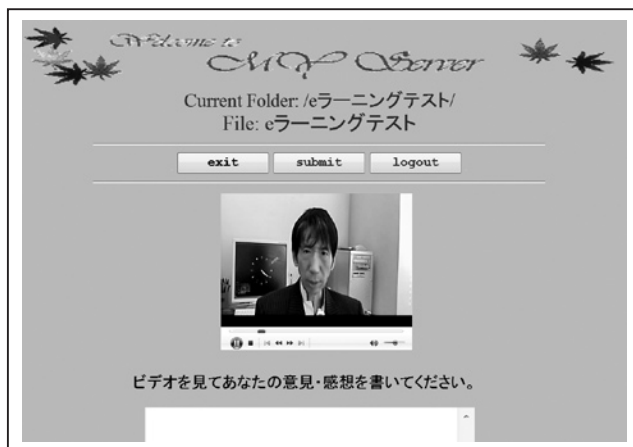 Welcome to
MY Server
Current Folder: /eラーニングテスト/
File: eラーニングテスト
exit submit logout
ビデオを見てあなたの意見・感想を書いてください。